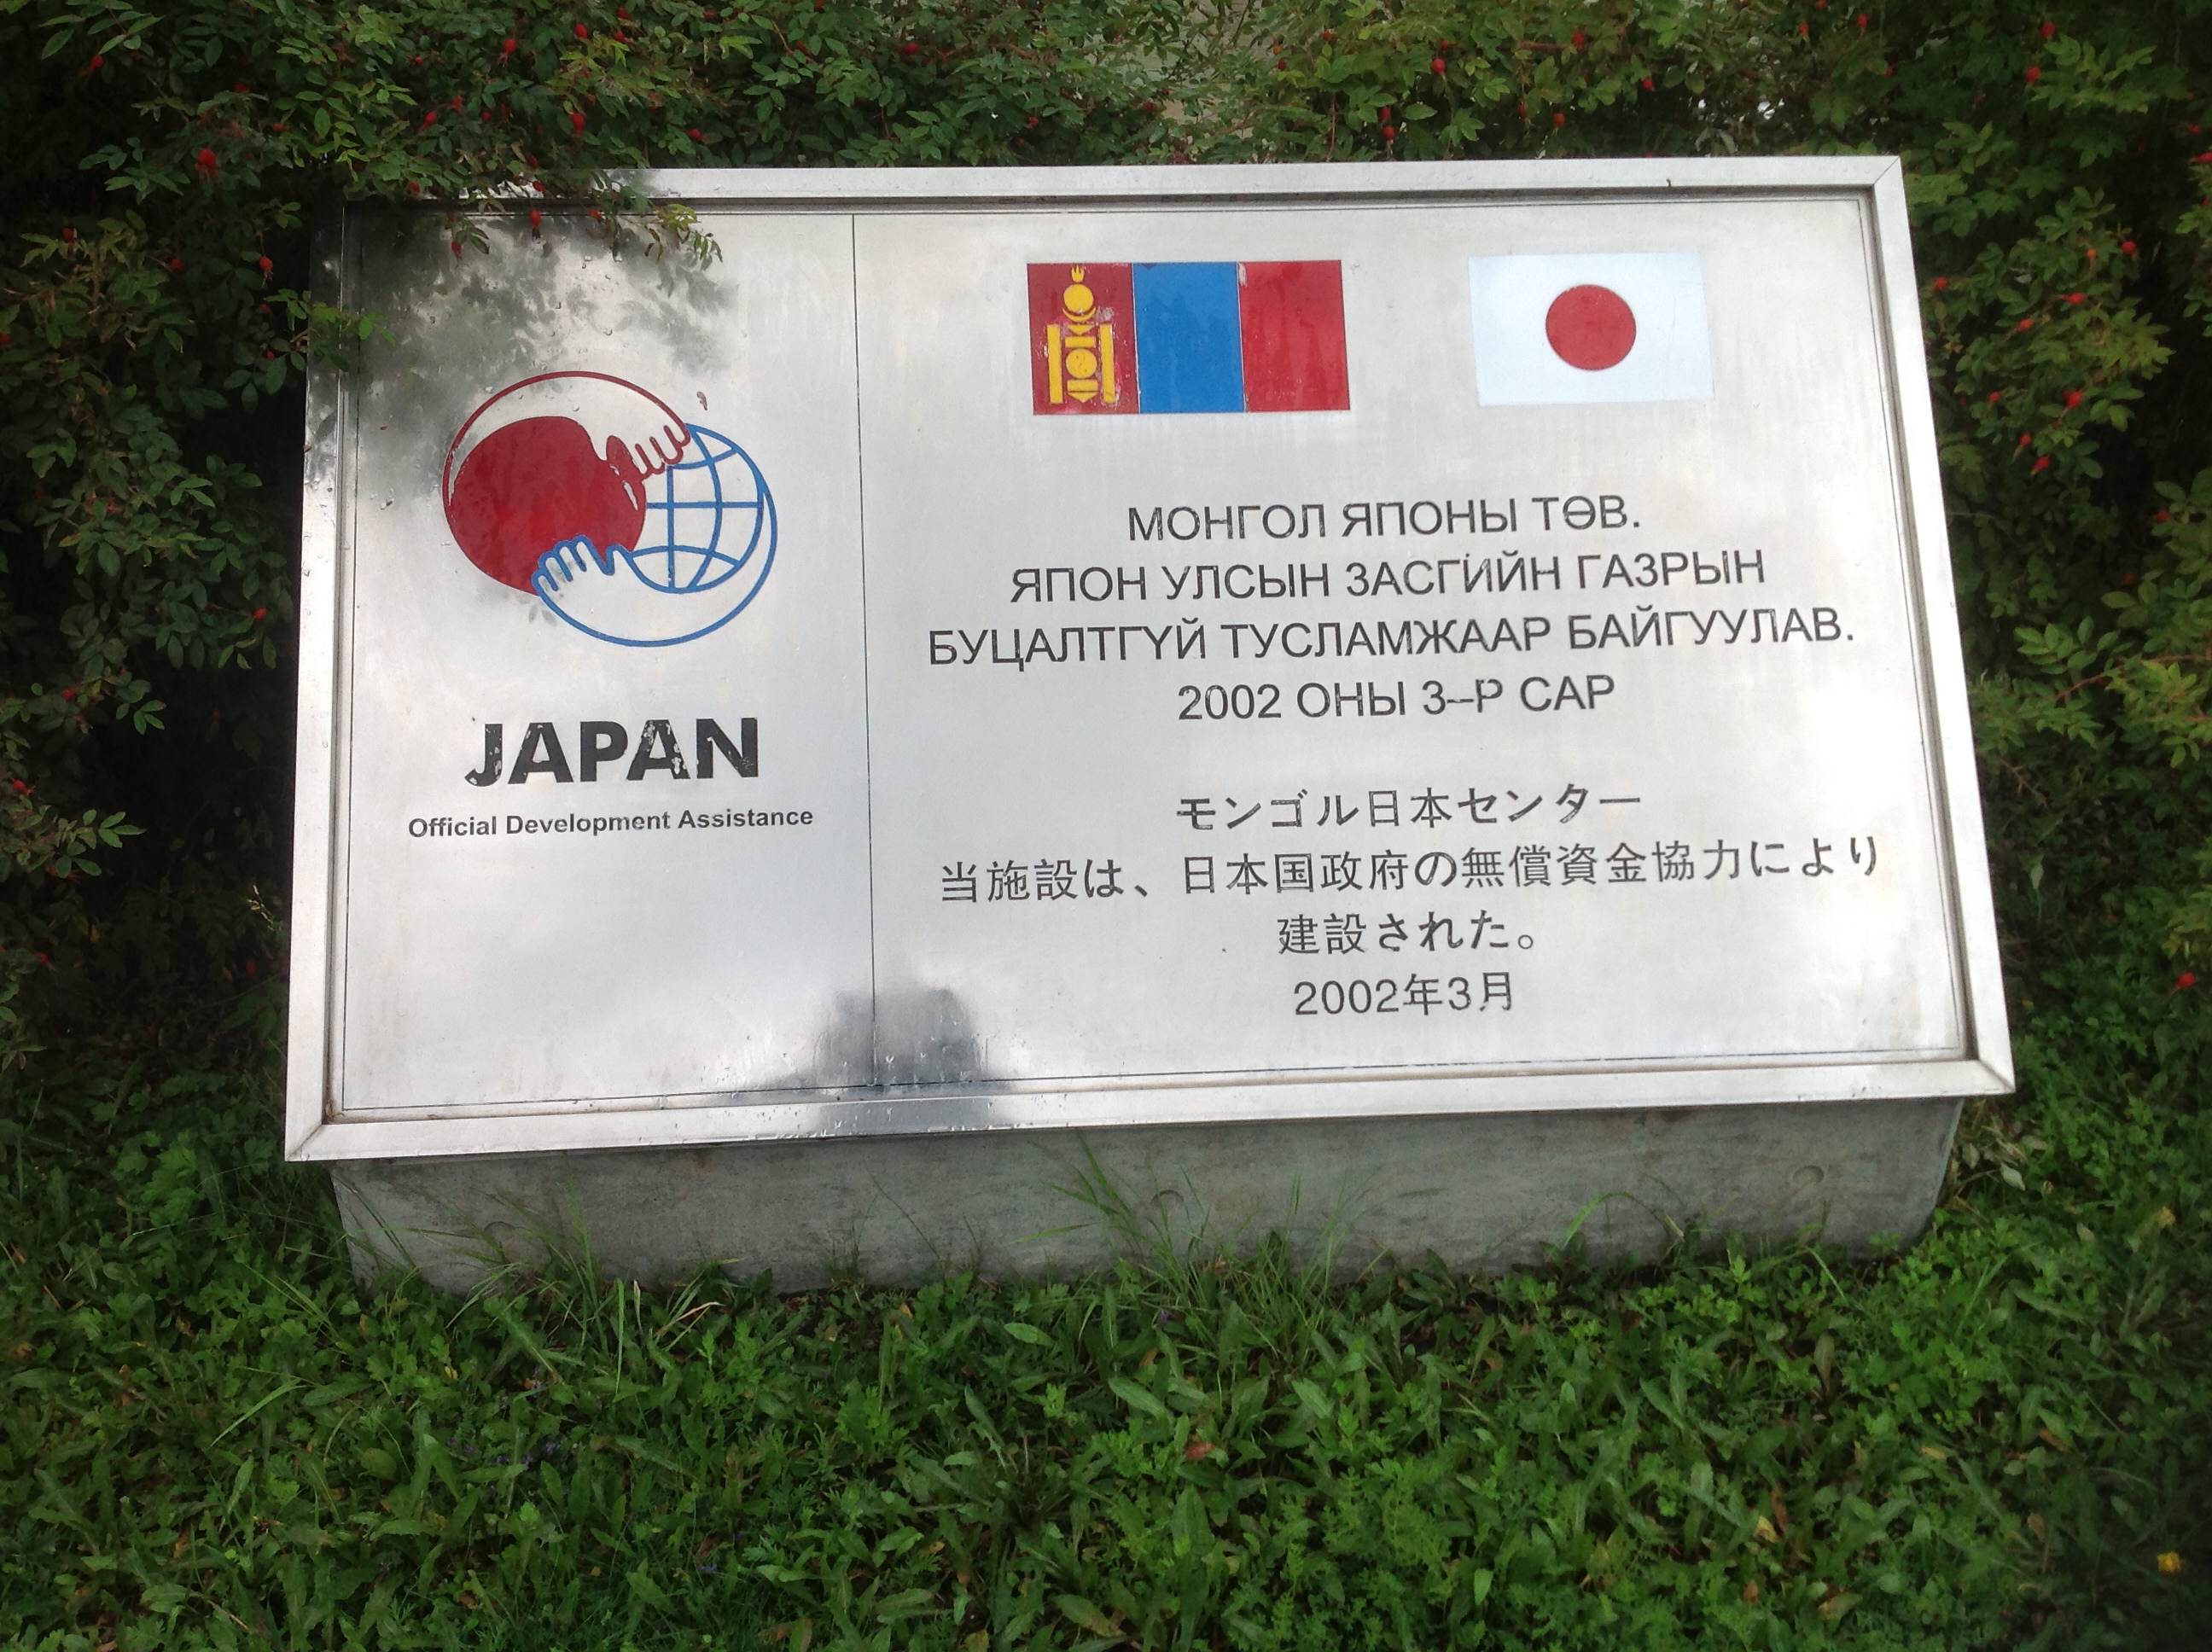 JAPAN
Official Development Assistance
МОНГОЛ ЯПОНЫ ТӨВ.
ЯПОН УЛСЫН ЗАСГИЙН ГАЗРЫН
БУЦАЛТГҮЙ ТУСЛАМЖААР БАЙГУУЛАВ.
2002 ОНЫ 3--Р САР
モンゴル日本センター
当施設は、日本国政府の無償資金協力により
建設された。
2002年3月